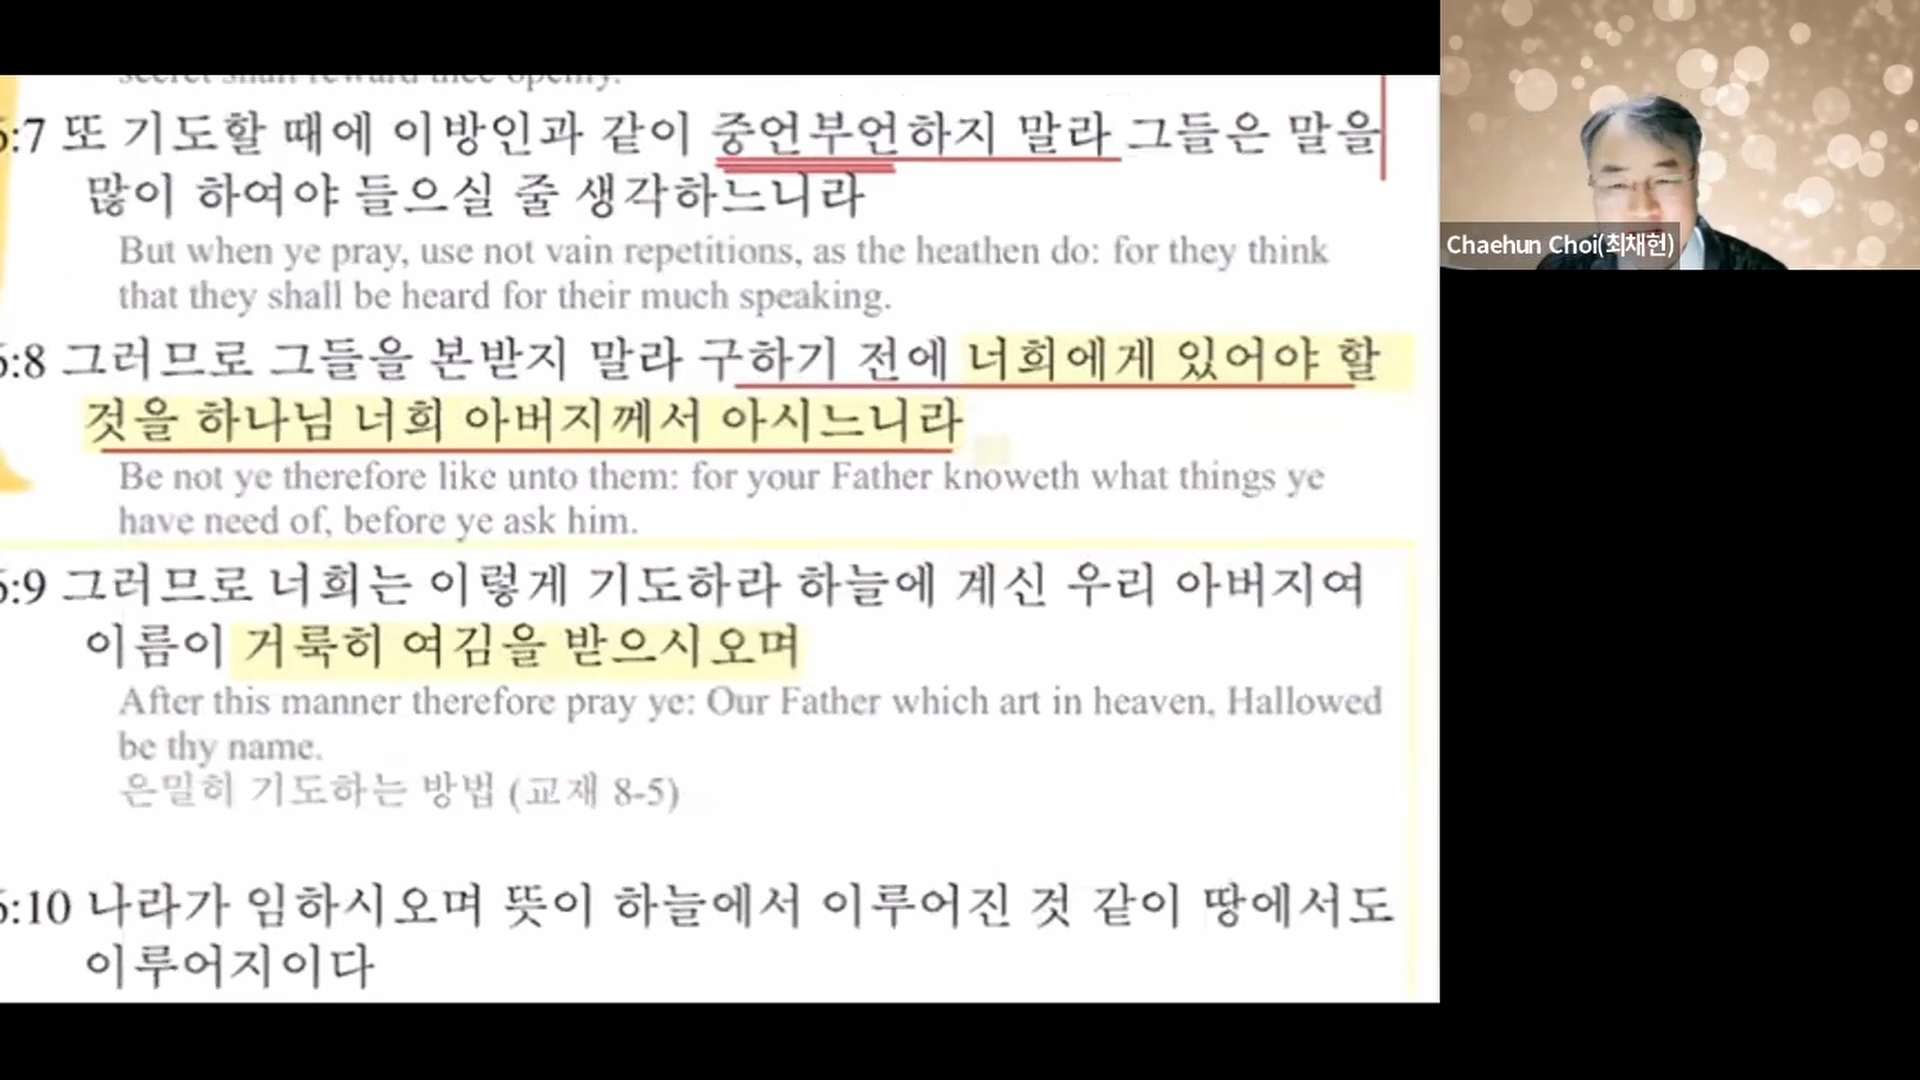 secret shall reward thee openly.
6:7 또 기도할 때에 이방인과 같이 중언부언하지 말라 그들은 말을
많이 하여야 들으실 줄 생각하느니라
But when ye pray, use not vain repetitions, as the heathen do: for they think
that they shall be heard for their much speaking.
6:8 그러므로 그들을 본받지 말라 구하기 전에 너희에게 있어야 할
것을 하나님 너희 아버지께서 아시느니라
Be not ye therefore like unto them: for your Father knoweth what things ye
have need of, before ye ask him.
6:9 그러므로 너희는 이렇게 기도하라 하늘에 계신 우리 아버지여
이름이 거룩히 여김을 받으시오며
After this manner therefore pray ye: Our Father which art in heaven, Hallowed
be thy name.
은밀히 기도하는 방법 (교재 8-5)
6:10 나라가 임하시오며 뜻이 하늘에서 이루어진 것 같이 땅에서도
이루어지이다
Chaehun Choi(최채헌)